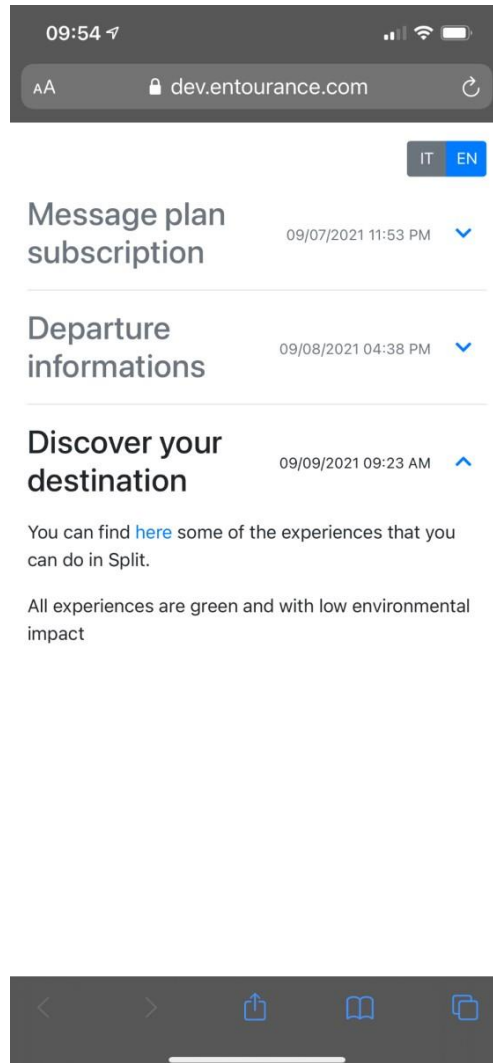 09:54
AA dev.entourance.com
IT EN
Message plan
subscription
09/07/2021 11:53 PM
Departure
informations
09/08/2021 04:38 PM
Discover your
destination
09/09/2021 09:23 AM
You can find here some of the experiences that you
can do in Split.
All experiences are green and with low environmental
impact